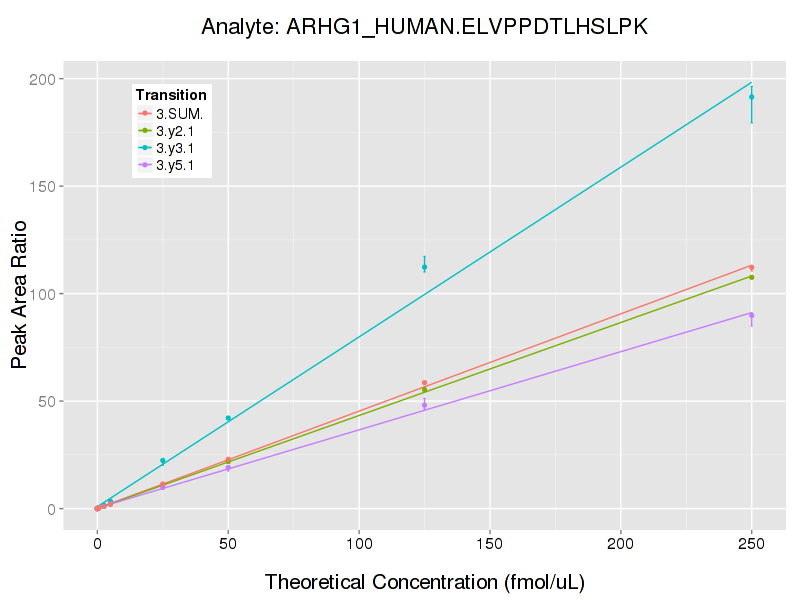 Analyte: ARHG1_HUMAN.ELVPPDTLHSLPK
Transition
3.SUM.
3.y2.1
3.y3.1
3.y5.1
200
150
100
50
0
Peak Area Ratio
0 50 100 150 200 250
Theoretical Concentration (fmol/uL)